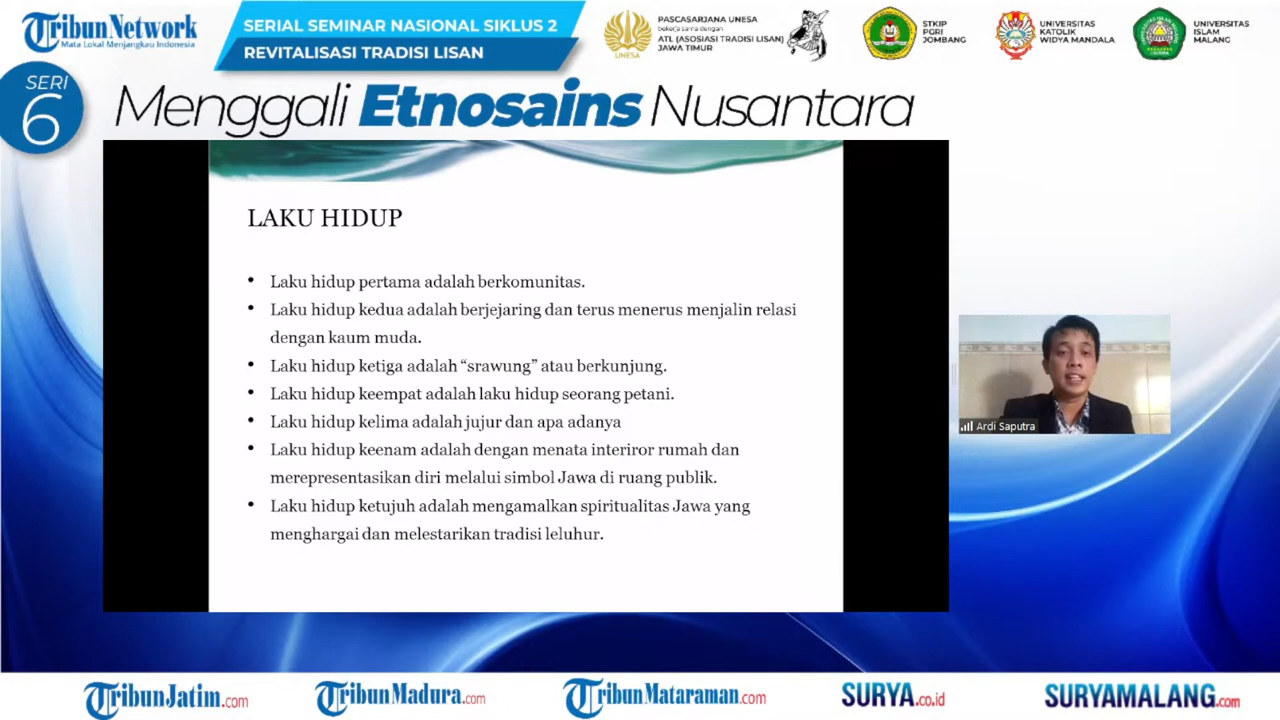 Tribun Network
Mata Lokal Menjangkau Indonesia
SERIAL SEMINAR NASIONAL SIKLUS 2
REVITALISASI TRADISI LISAN
UNESA
PASCASARJANA UNESA
bekerja sama dengan
ATL (ASOSIASI TRADISI LISAN)
JAWA TIMUR
STKIP
PGRI
JOMBANG
UNIVERSITAS
KATOLIK
WIDYA MANDALA
UNIVERSITAS
ISLAM
MALANG
SERI
6
Menggali Etnosains Nusantara
LAKU HIDUP
• Laku hidup pertama adalah berkomunitas.
• Laku hidup kedua adalah berjejaring dan terus menerus menjalin relasi
dengan kaum muda.
• Laku hidup ketiga adalah “srawung” atau berkunjung.
• Laku hidup keempat adalah laku hidup seorang petani.
• Laku hidup kelima adalah jujur dan apa adanya
• Laku hidup keenam adalah dengan menata interiror rumah dan
merepresentasikan diri melalui simbol Jawa di ruang publik.
• Laku hidup ketujuh adalah mengamalkan spiritualitas Jawa yang
menghargai dan melestarikan tradisi leluhur.
Ardi Saputra
TribunJatim.com
TribunMadura.com
TribunMataraman.com
SURYA.co.id
SURYAMALANG.com